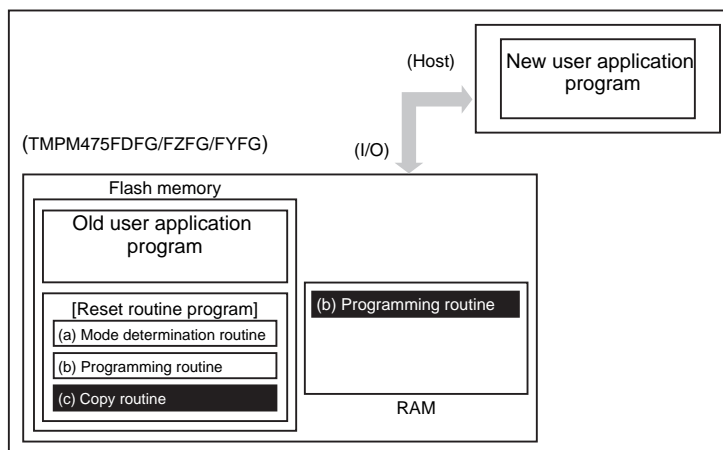 (Host)
New user application
program
(TMPM475FDFG/FZFG/FYFG)
(I/O)
Flash memory
Old user application
program
[Reset routine program]
(a) Mode determination routine
(b) Programming routine
(c) Copy routine
(b) Programming routine
RAM